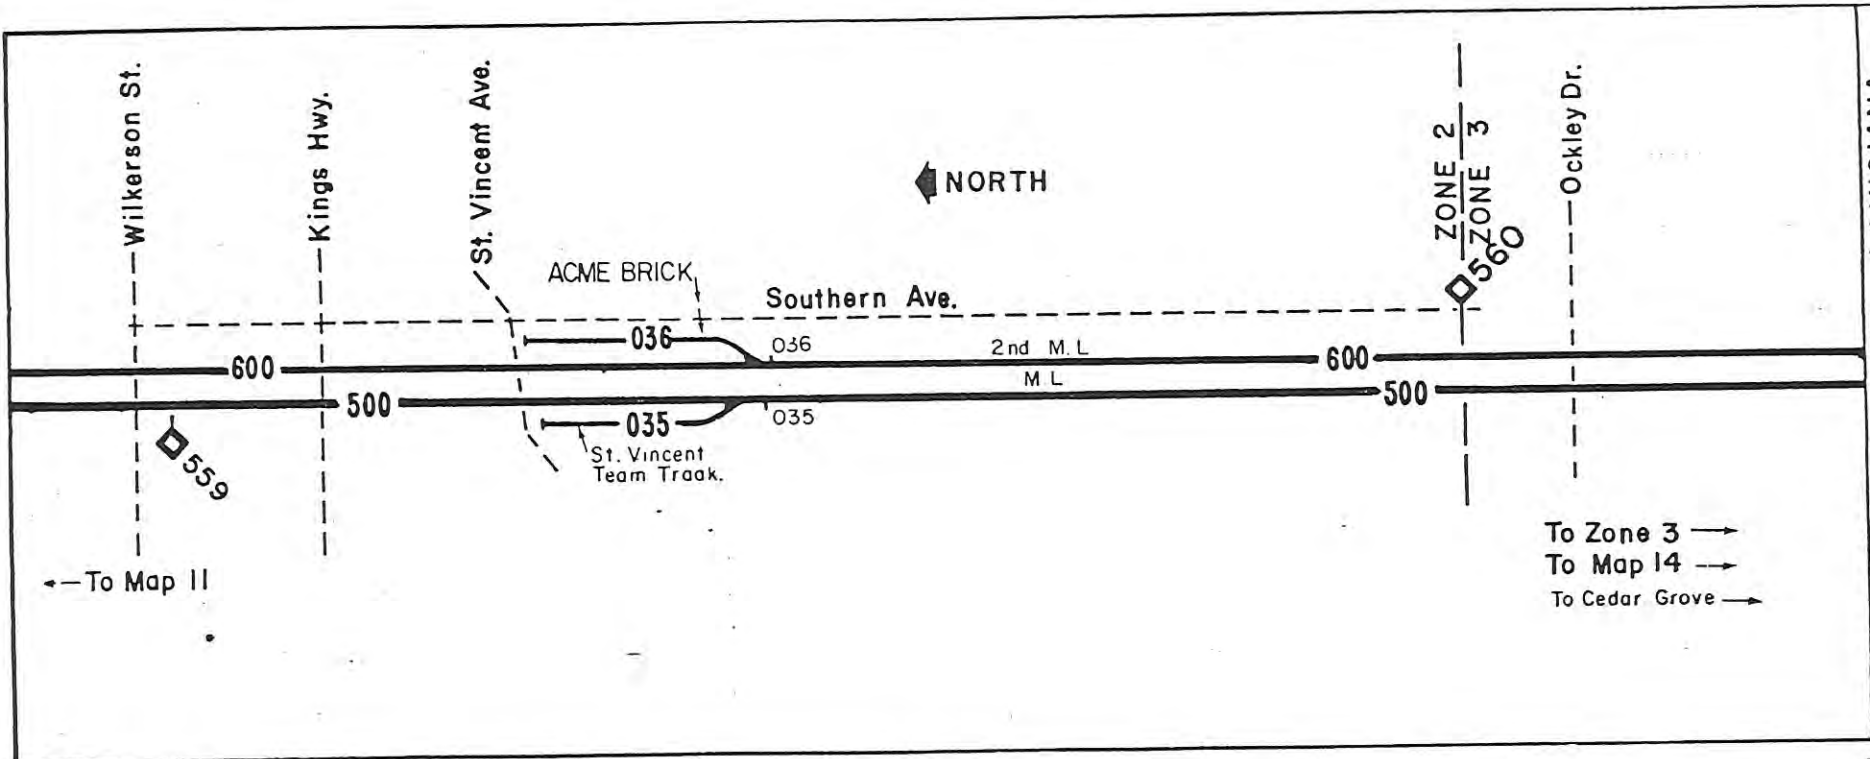 Wilkerson St.
Kings Hwy.
St. Vincent Ave.
NORTH
ZONE 2
ZONE 3
Ockley Dr.
560
ACME BRICK
Southern Ave.
036
036
2nd M. L
600
600
M L
500
500
035
035
St. Vincent
Team Traak.
559
To Zone 3
To Map 14
To Cedar Grove
To Map 11